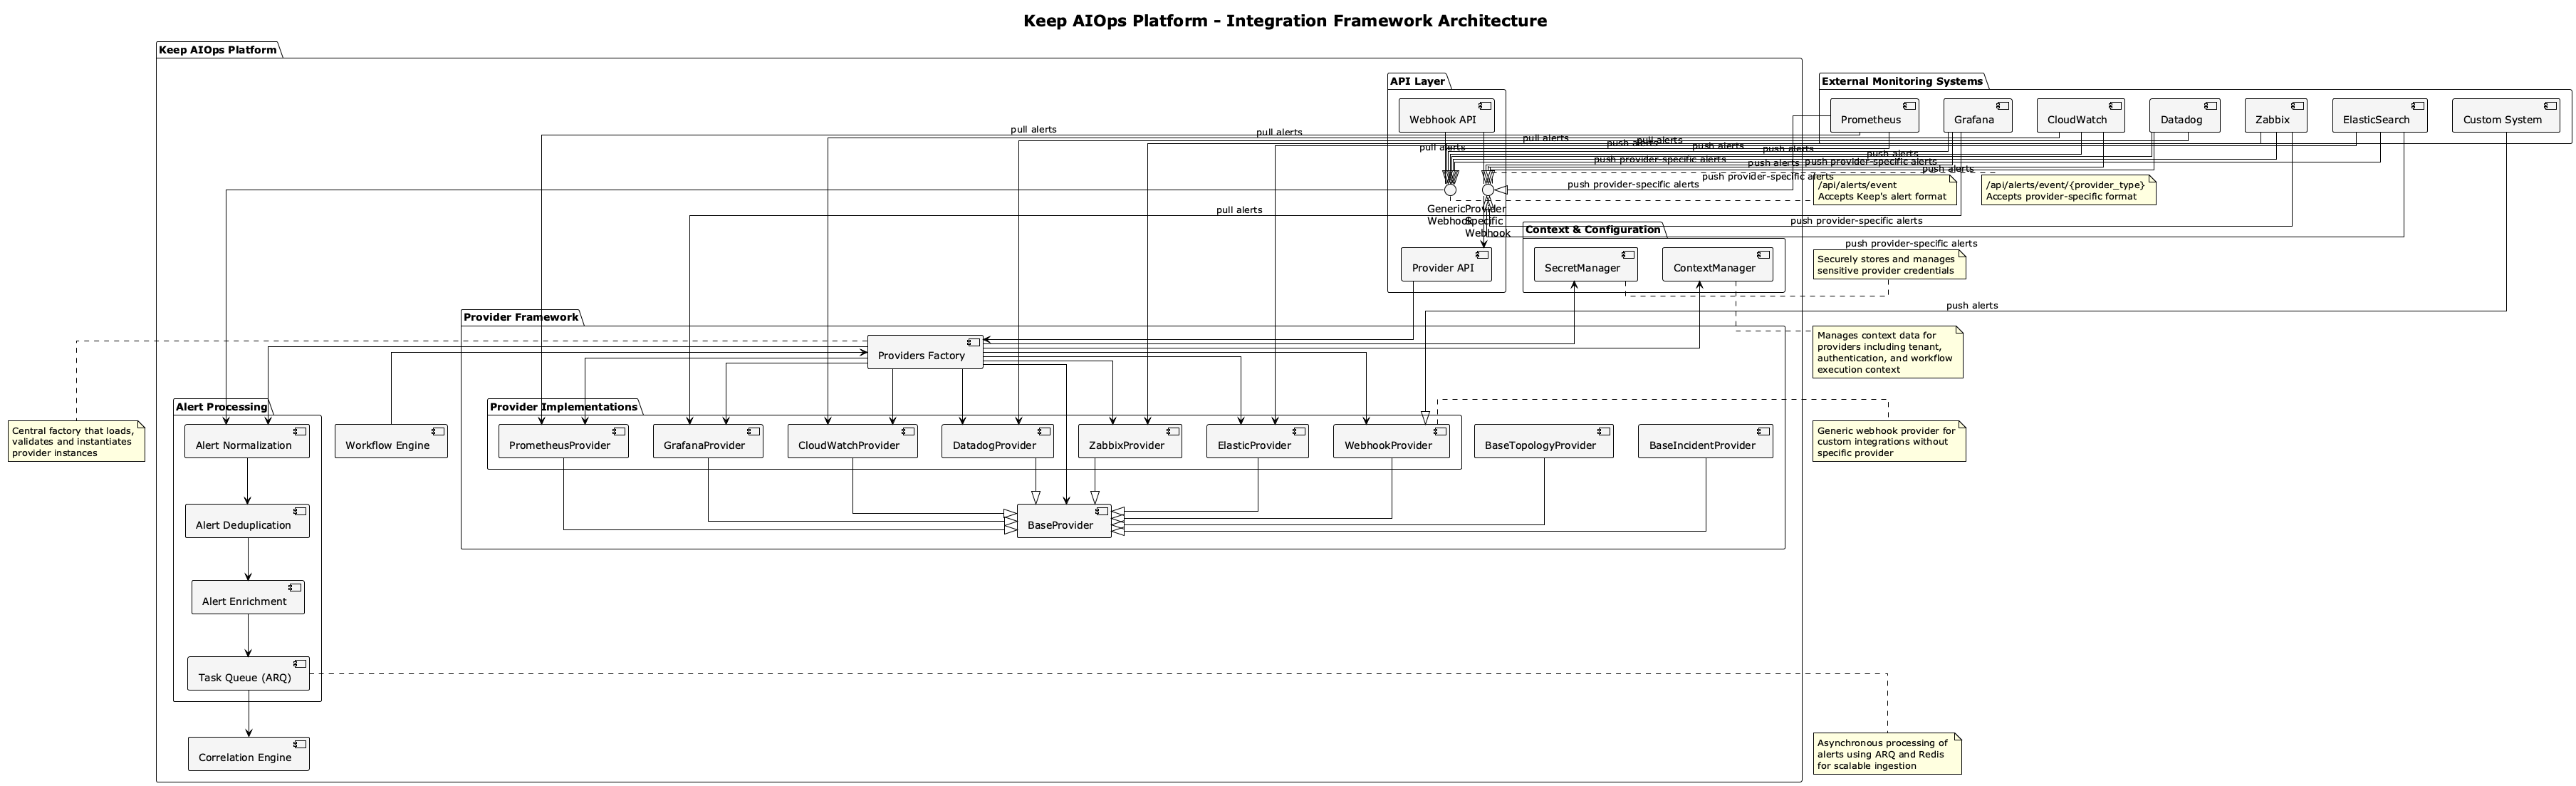 Keep AIOps Platform - Integration Framework Architecture
Keep AIOps Platform
API Layer
External Monitoring Systems
Webhook API
Prometheus
Grafana
CloudWatch
Datadog
Zabbix
ElasticSearch
Custom System
pull alerts
pull alerts
pull alerts
pull alerts
push alerts
push alerts
pull alerts
push alerts
push alerts
push provider-specific alerts
push alerts
push provider-specific alerts
push alerts
push provider-specific alerts
push provider-specific alerts
/api/alerts/event
Accepts Keep's alert format
/api/alerts/event/{provider_type}
Accepts provider-specific format
pull alerts
Generic
Webhook
Provider
Specific
Webhook
push provider-specific alerts
Context & Configuration
push provider-specific alerts
Provider API
SecretManager
ContextManager
Securely stores and manages
sensitive provider credentials
push alerts
Provider Framework
Providers Factory
Manages context data for
providers including tenant,
authentication, and workflow
execution context
Alert Processing
Provider Implementations
Central factory that loads,
validates and instantiates
provider instances
Alert Normalization
Workflow Engine
PrometheusProvider
GrafanaProvider
CloudWatchProvider
DatadogProvider
ZabbixProvider
ElasticProvider
WebhookProvider
BaseTopologyProvider
BaseIncidentProvider
Generic webhook provider for
custom integrations without
specific provider
Alert Deduplication
BaseProvider
Alert Enrichment
Task Queue (ARQ)
Correlation Engine
Asynchronous processing of
alerts using ARQ and Redis
for scalable ingestion